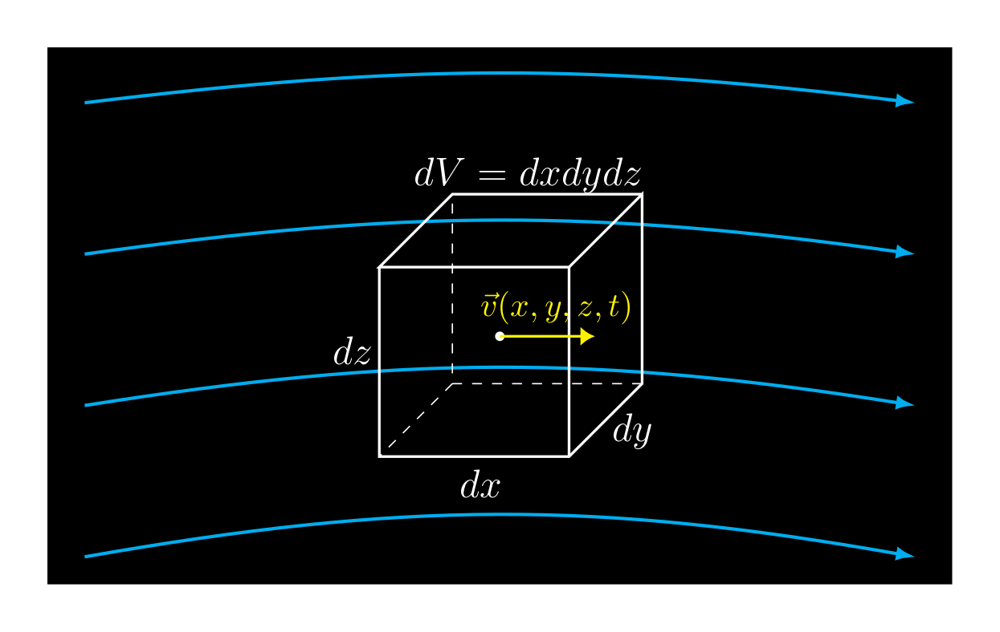 dV = dxdydz
v⃗(x, y, z, t)
dz
dy
dx